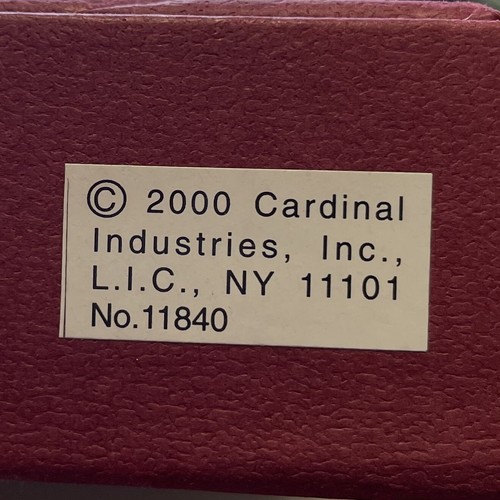 © 2000 Cardinal
Industries, Inc.,
L.I.C., NY 11101
No.11840